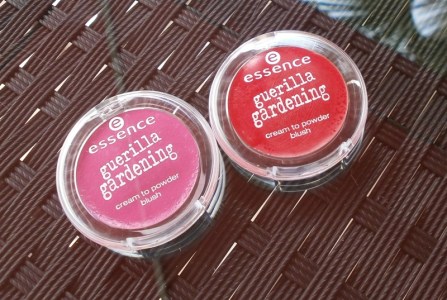 essence
guerilla
gardening
cream to powder
blush
essence
guerilla
gardening
cream to powder
blush